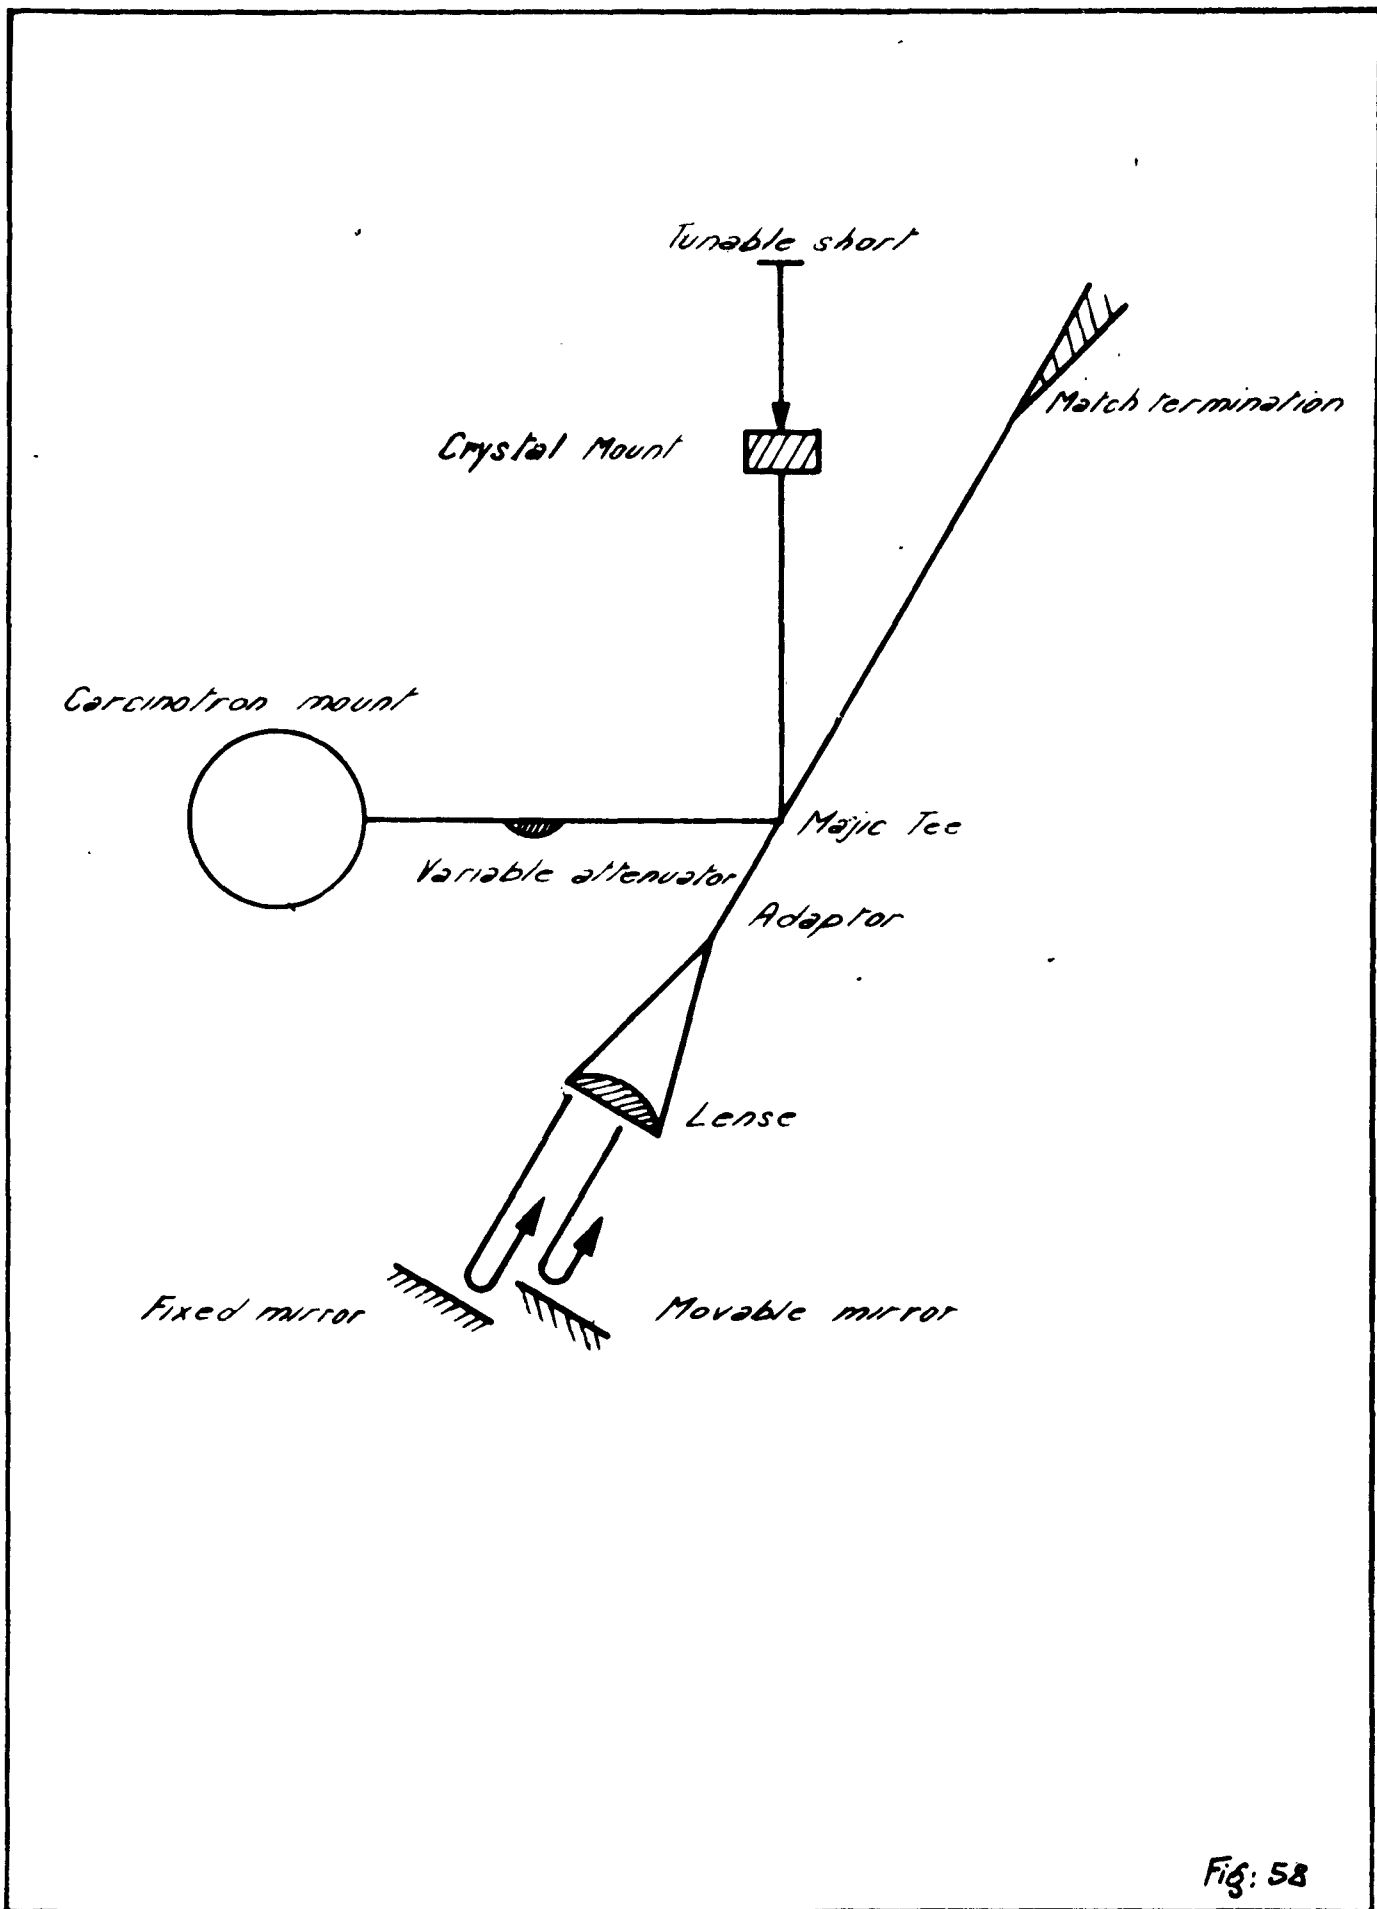 Tunable short
Match termination
Crystal Mount
Carcinotron mount
Majic Tee
Variable attenuator
Adaptor
Lense
Fixed mirror
Movable mirror
Fig: 58